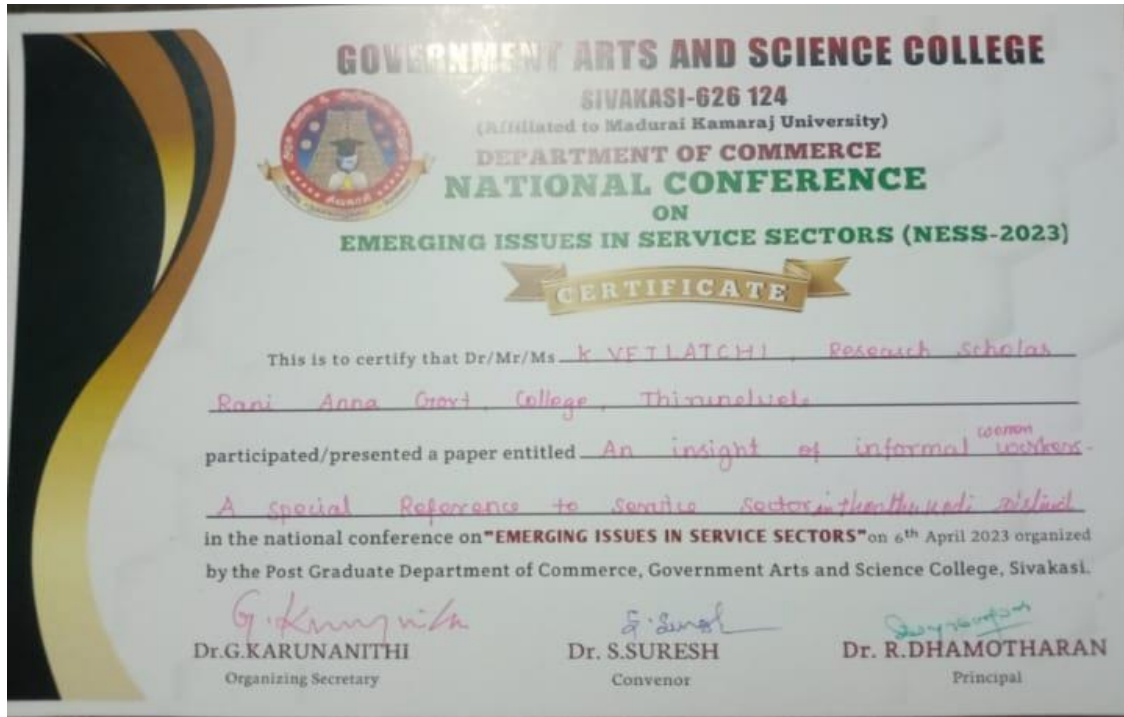 GOVERNMENT ARTS AND SCIENCE COLLEGE
SIVAKASI-626 124
(Affiliated to Madurai Kamaraj University)
DEPARTMENT OF COMMERCE
NATIONAL CONFERENCE
ON
EMERGING ISSUES IN SERVICE SECTORS (NESS-2023)
CERTIFICATE
This is to certify that Dr/Mr/Ms K VETLATCHI, Research Scholar
Rani Anna Govt. College, Thirunelveli
participated/presented a paper entitled An insight of informal women workers-
A special Reference to service sector in thoothukudi District
in the national conference on "EMERGING ISSUES IN SERVICE SECTORS" on 6th April 2023 organized
by the Post Graduate Department of Commerce, Government Arts and Science College, Sivakasi.
Dr.G.KARUNANITHI Dr. S.SURESH Dr. R.DHAMOTHARAN
Organizing Secretary Convenor Principal